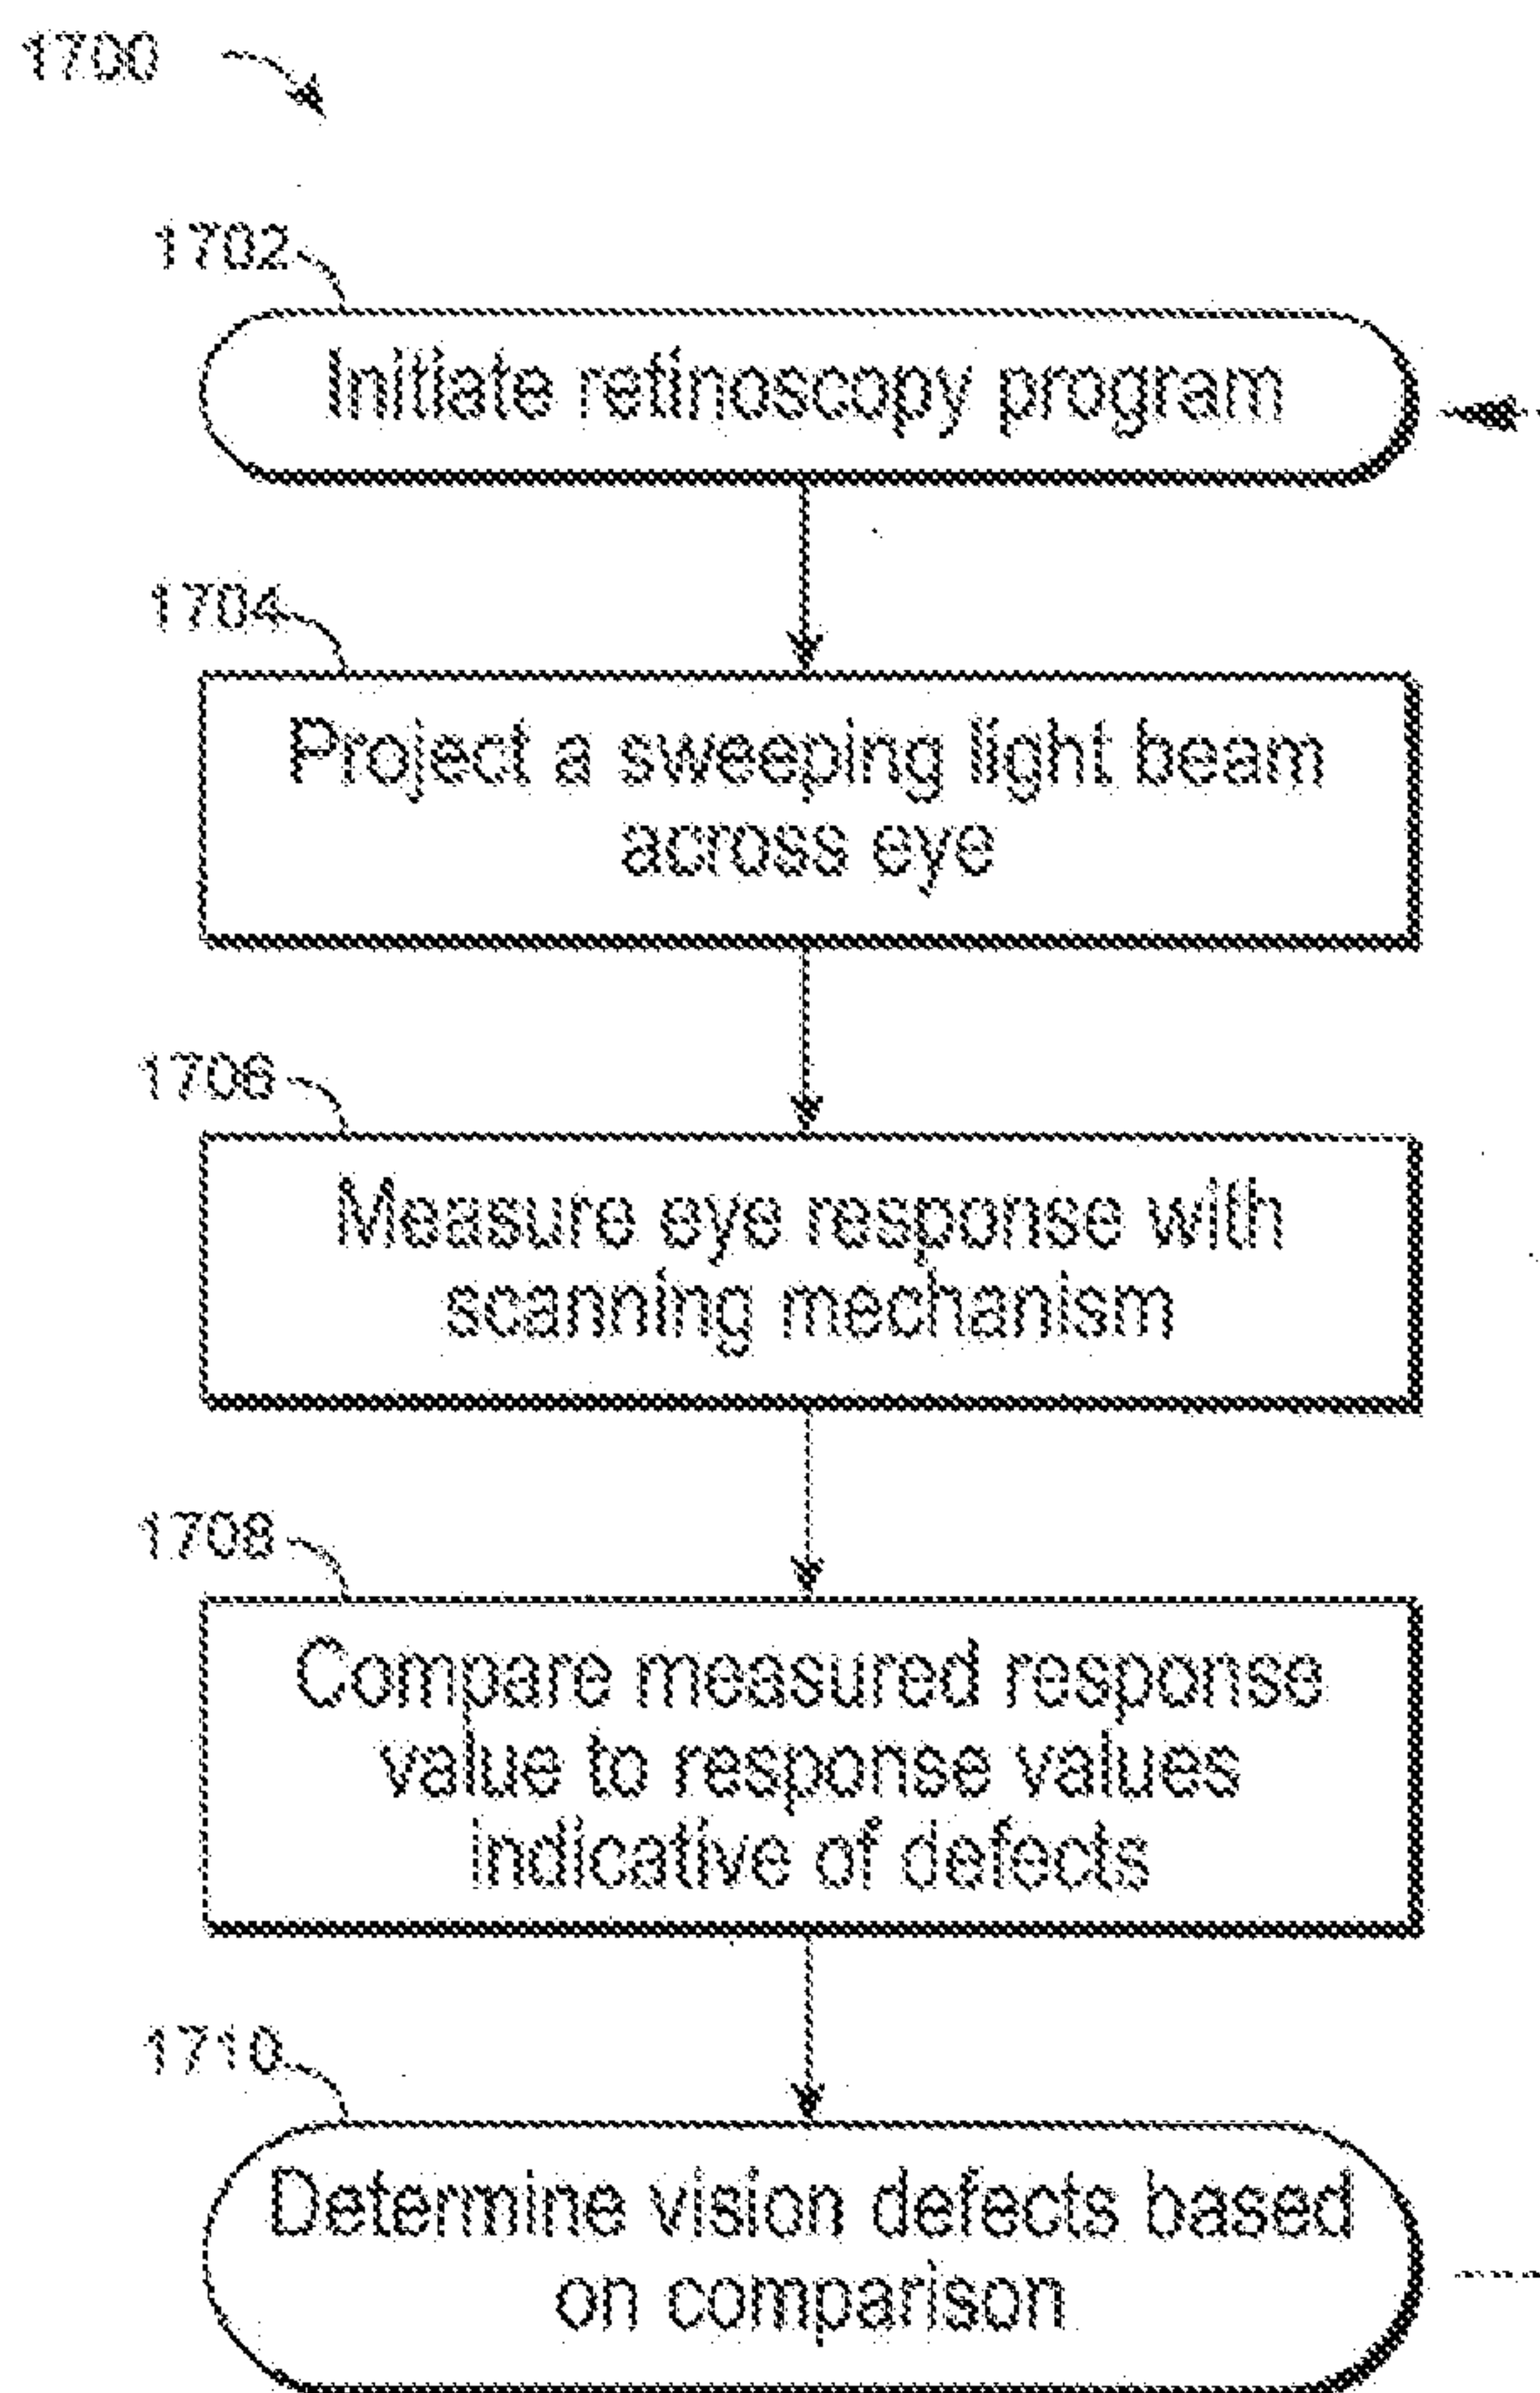 1700
1702
Initiate retinoscopy program
1704
Project a sweeping light beam
across eye
1706
Measure eye response with
scanning mechanism
1708
Compare measured response
value to response values
indicative of defects
1710
Determine vision defects based
on comparison